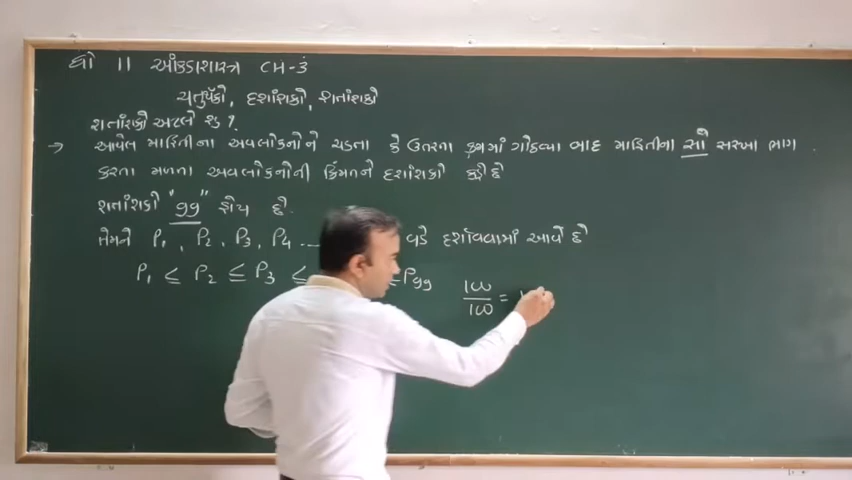 ધો 11 આંકડાશાસ્ત્ર CH-3
ચતુર્થકો, દશાંશકો, શતાંશકો
શતાંશકો એટલે શુ ?
→ આપેલ માહિતીના અવલોકનોને ચડતા કે ઉતરતા ક્રમમાં ગોઠવ્યા બાદ માહિતીના સો સરખા ભાગ
કરતા મળતા અવલોકનોની કિંમતને દશાંશકો કહે છે
શતાંશકો "99" હોય છે.
તેમને P₁, P₂, P₃, P₄ .... વડે દર્શાવવામાં આવે છે
P₁ ≤ P₂ ≤ P₃ ≤ ≤ P₉₉
100/100 = 1